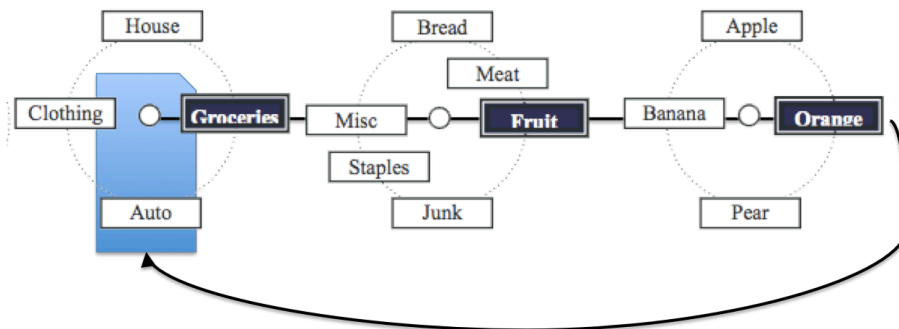 House
Clothing
Groceries
Auto
Bread
Meat
Misc
Fruit
Staples
Junk
Apple
Banana
Orange
Pear